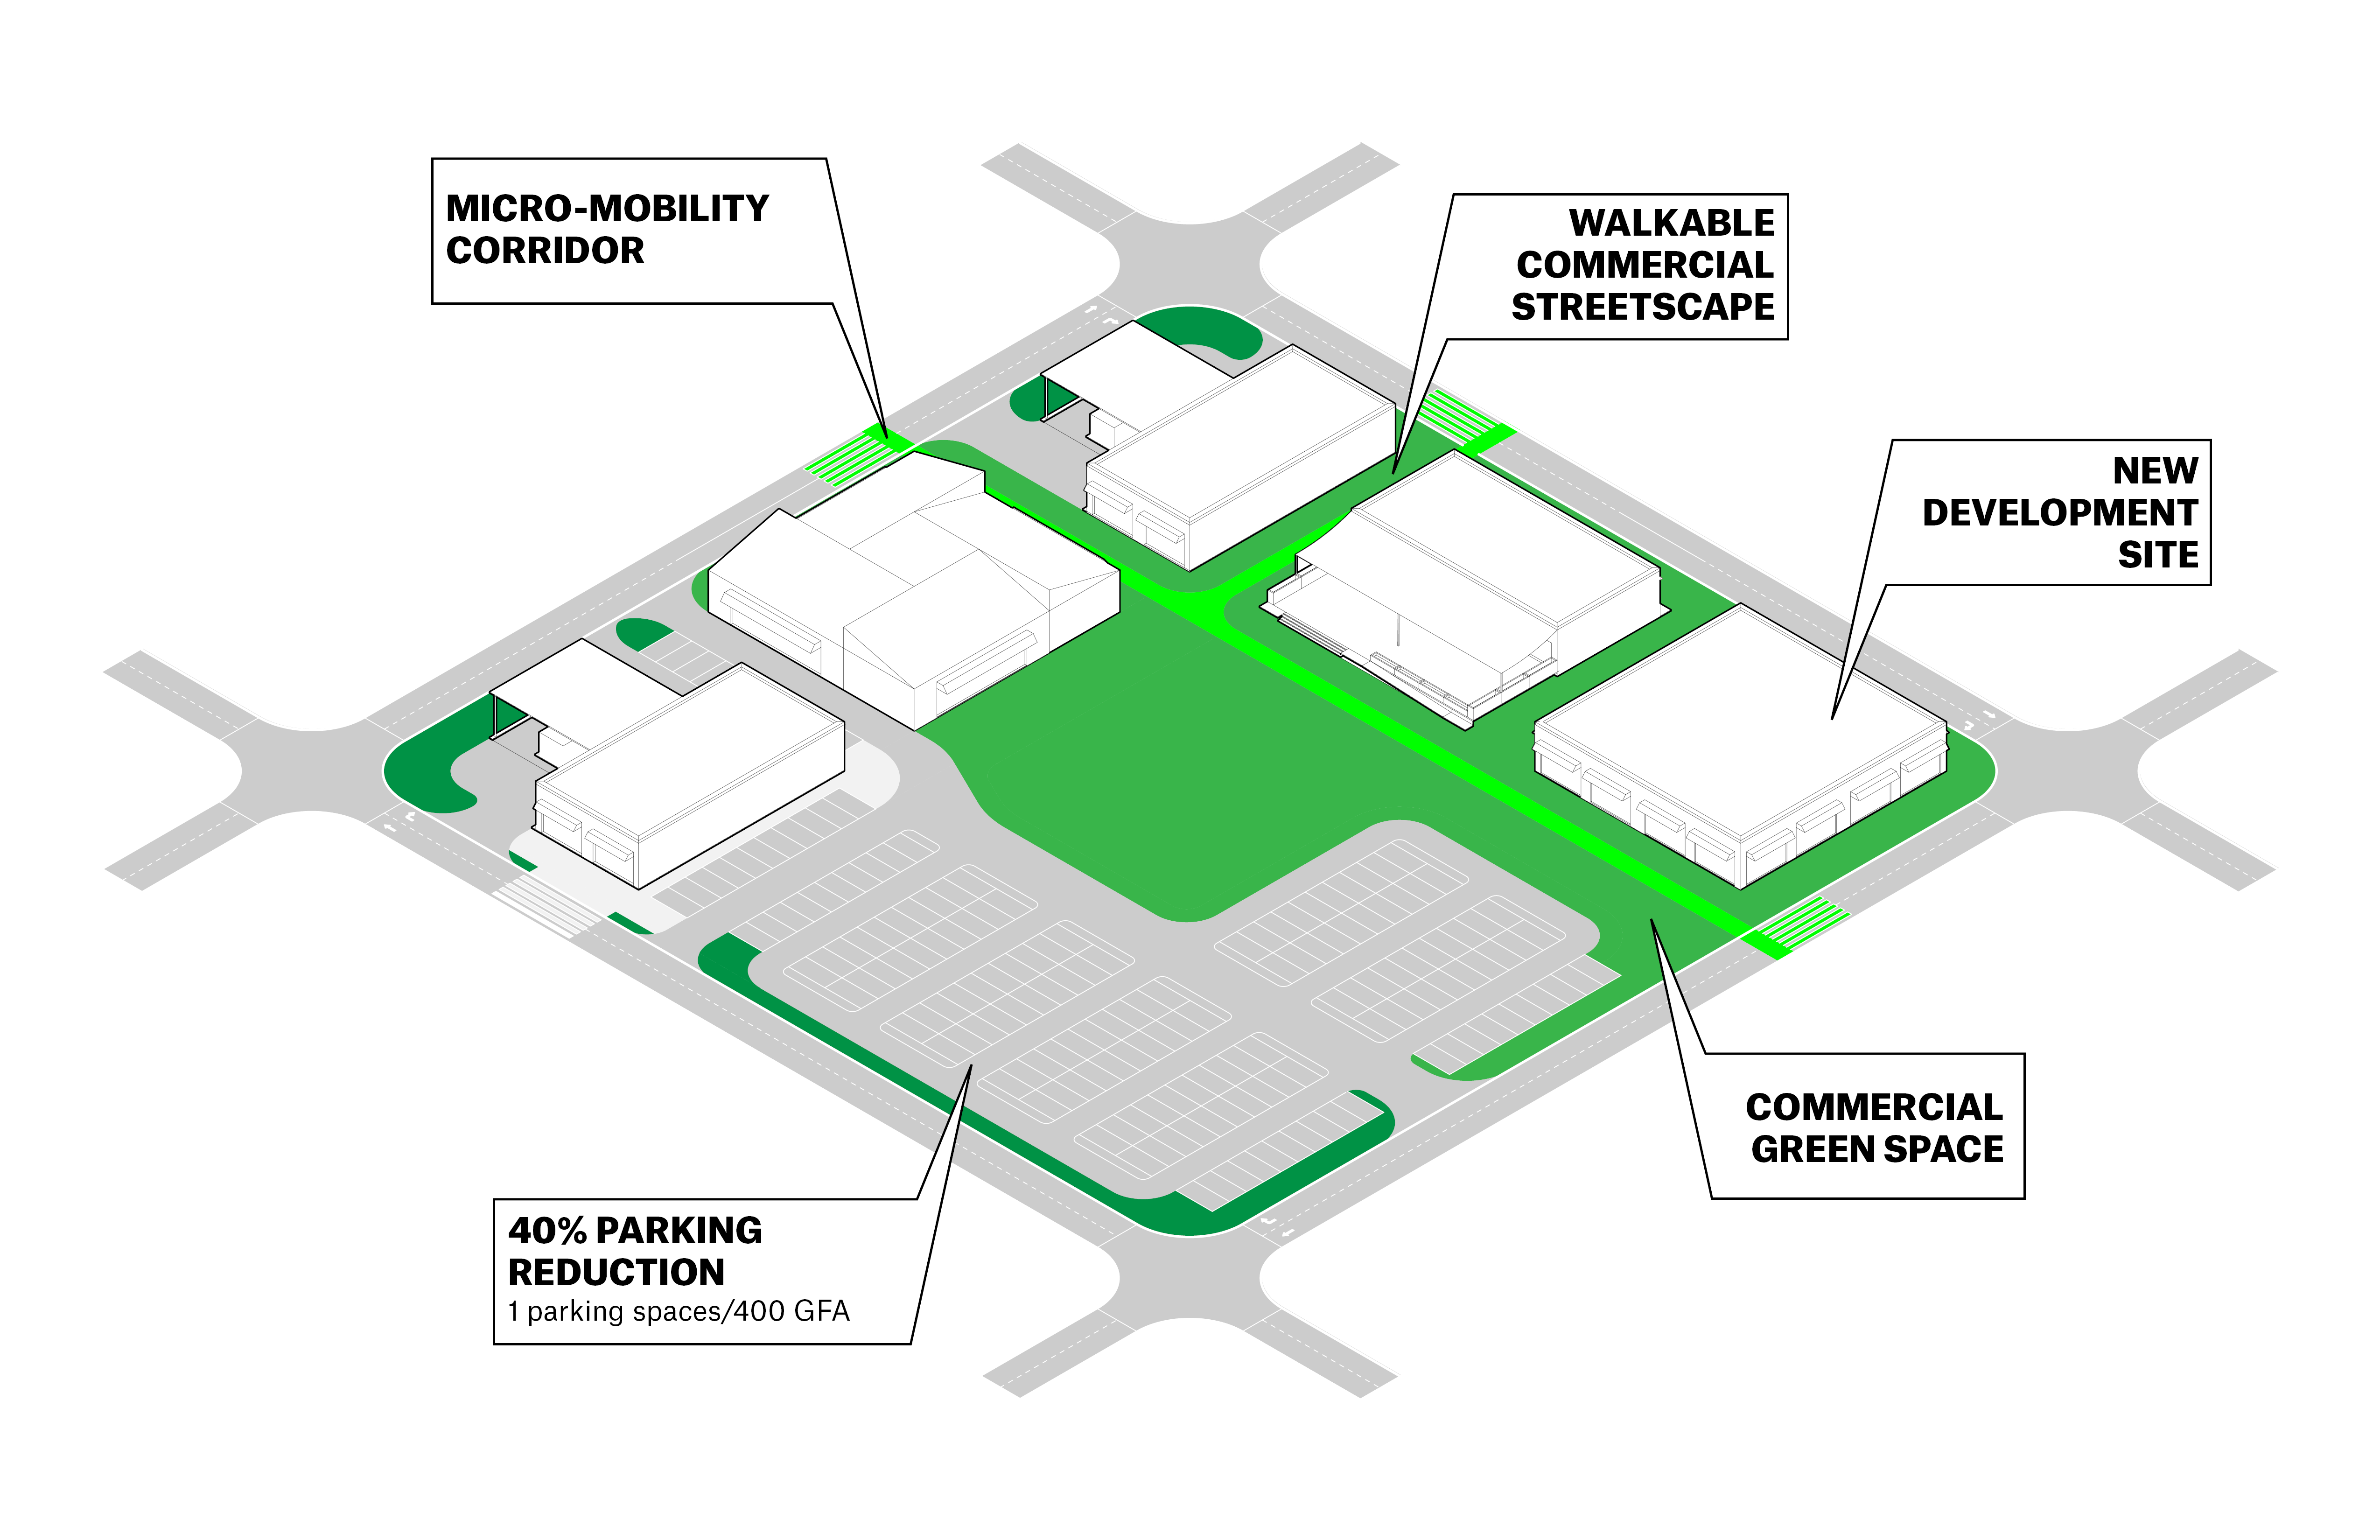 MICRO-MOBILITY
CORRIDOR
WALKABLE
COMMERCIAL
STREETSCAPE
NEW
DEVELOPMENT
SITE
COMMERCIAL
GREEN SPACE
40% PARKING
REDUCTION
1 parking spaces/400 GFA